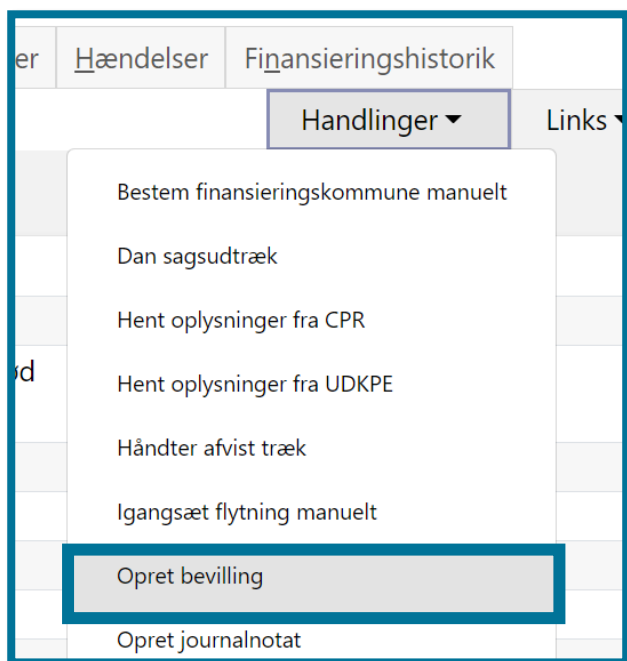 er Hændelser Finansieringshistorik
Handlinger Links
Bestem finansieringskommune manuelt
Dan sagsudtræk
Hent oplysninger fra CPR
Hent oplysninger fra UDKPE
ød
Håndter afvist træk
Igangsæt flytning manuelt
Opret bevilling
Opret journalnotat